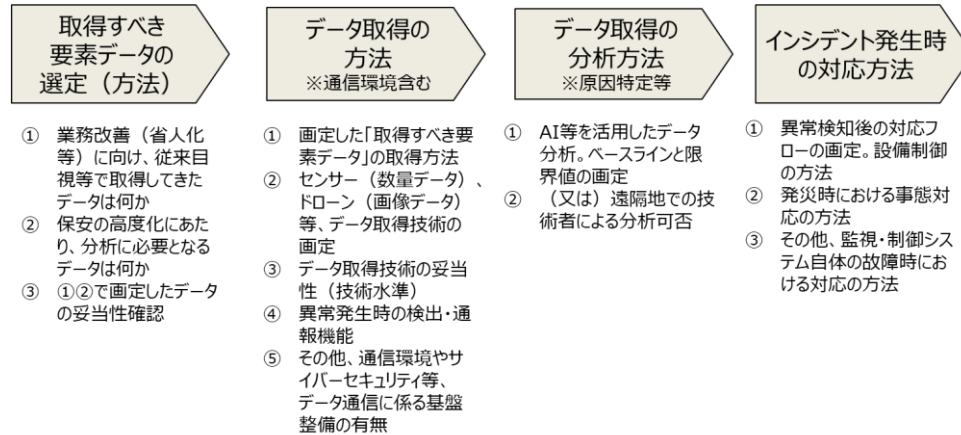 取得すべき
要素データの
選定（方法）
① 業務改善（省人化
等）に向け、従来目
視等で取得してきた
データは何か
② 保安の高度化にあた
り、分析に必要となる
データは何か
③ ①②で画定したデータ
の妥当性確認
データ取得の
方法
※通信環境含む
① 画定した「取得すべき要
素データ」の取得方法
② センサー（数量データ）、
ドローン（画像データ）
等、データ取得技術の
画定
③ データ取得技術の妥当
性（技術水準）
④ 異常発生時の検出・通
報機能
⑤ その他、通信環境やサ
イバーセキュリティ等、
データ通信に係る基盤
整備の有無
データ取得の
分析方法
※原因特定等
① AI等を活用したデータ
分析。ベースラインと限
界値の画定
② （又は）遠隔地での技
術者による分析可否
インシデント発生時
の対応方法
① 異常検知後の対応フ
ローの画定。設備制御
の方法
② 発災時における事態対
応の方法
③ その他、監視・制御シス
テム自体の故障時にお
ける対応の方法